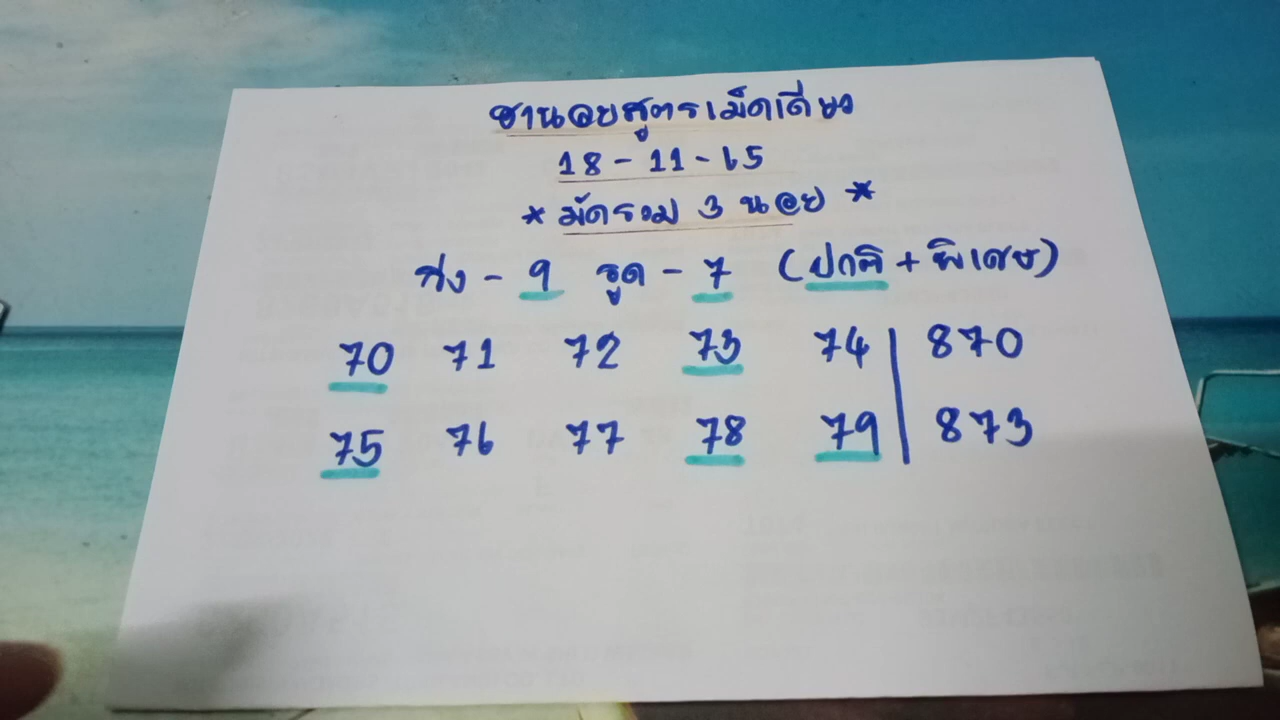 ฮานอยสูตรเม็ดเดียว
18-11-65
* มัดรวม 3 นอย *
ส่ง - 9 รูด - 7 (ปกติ + พิเศษ)
70 71 72 73 74 | 870
75 76 77 78 79 | 873